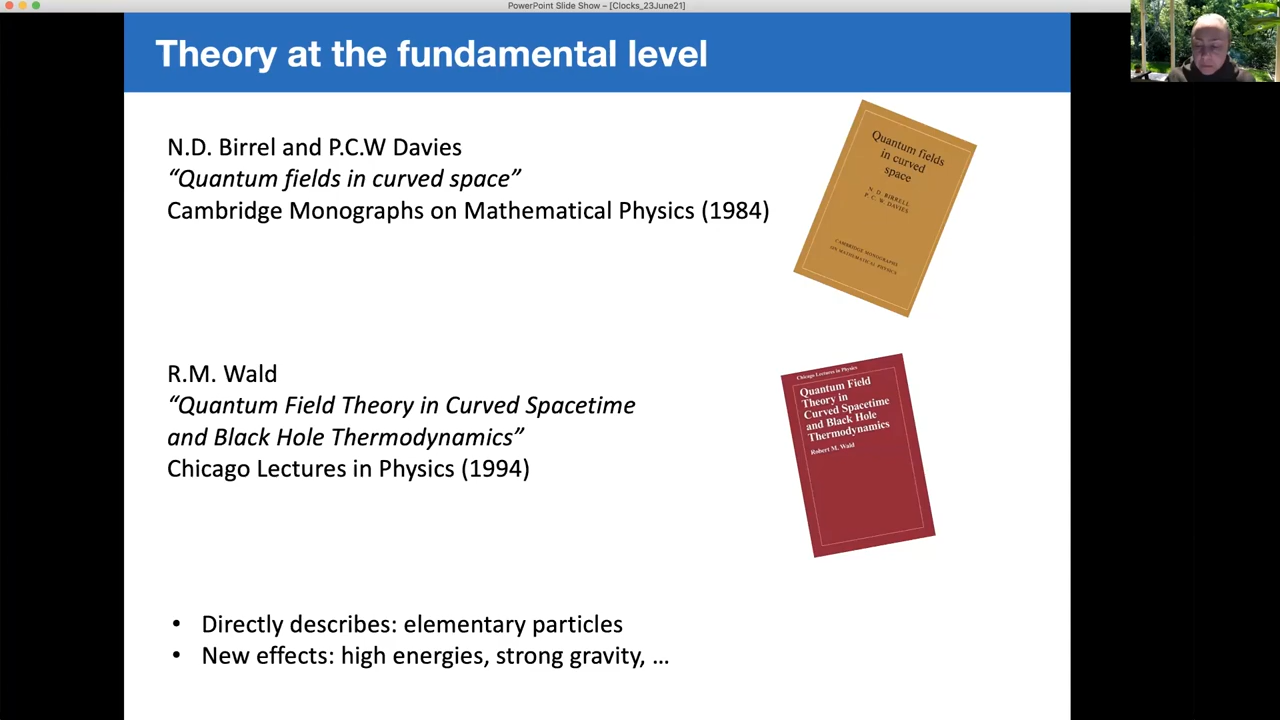 PowerPoint Slide Show – [Clocks_23June21]
Theory at the fundamental level
N.D. Birrel and P.C.W Davies
“Quantum fields in curved space”
Cambridge Monographs on Mathematical Physics (1984)
Quantum fields
in curved
space
N. D. BIRRELL
P. C. W. DAVIES
CAMBRIDGE MONOGRAPHS
ON MATHEMATICAL PHYSICS
R.M. Wald
“Quantum Field Theory in Curved Spacetime
and Black Hole Thermodynamics”
Chicago Lectures in Physics (1994)
Chicago Lectures in Physics
Quantum Field
Theory in
Curved Spacetime
and Black Hole
Thermodynamics
Robert M. Wald
• Directly describes: elementary particles
• New effects: high energies, strong gravity, …